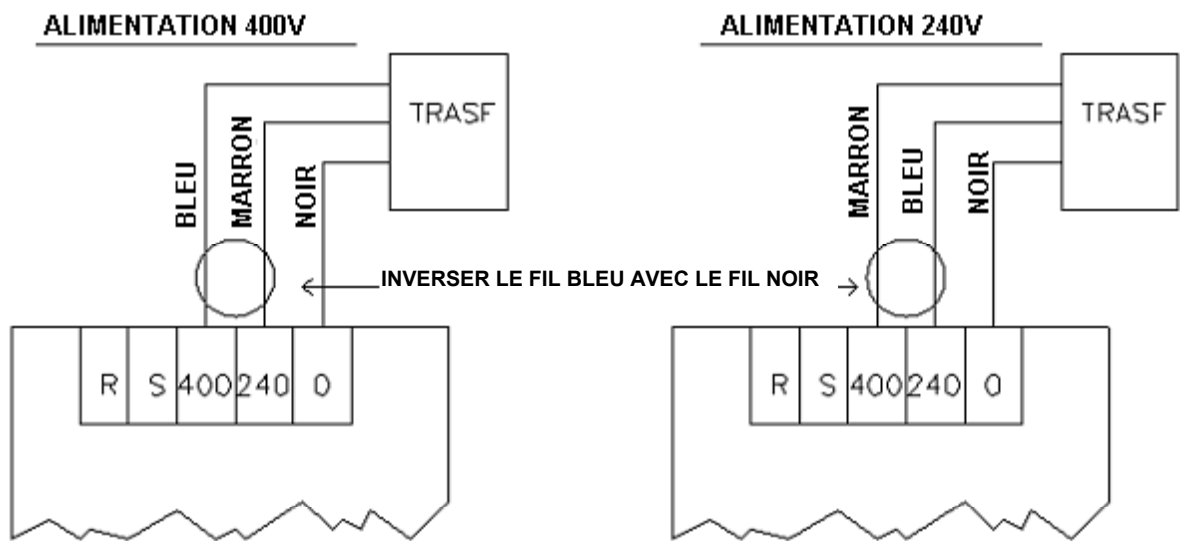 ALIMENTATION 400V
TRASF
BLEU
MARRON
NOIR
R S 400 240 0
INVERSER LE FIL BLEU AVEC LE FIL NOIR
ALIMENTATION 240V
TRASF
MARRON
BLEU
NOIR
R S 400 240 0